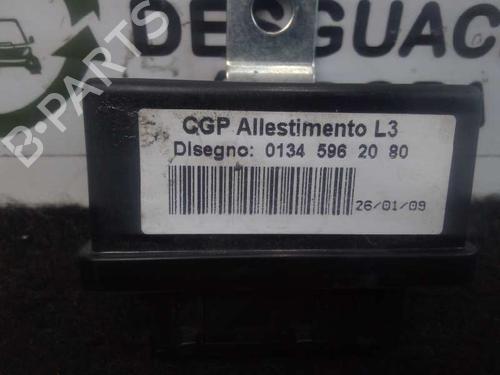 DESGUAC
CGP Allestimento L3
Disegno: 0134 596 20 80
26/01/09
B-PARTS